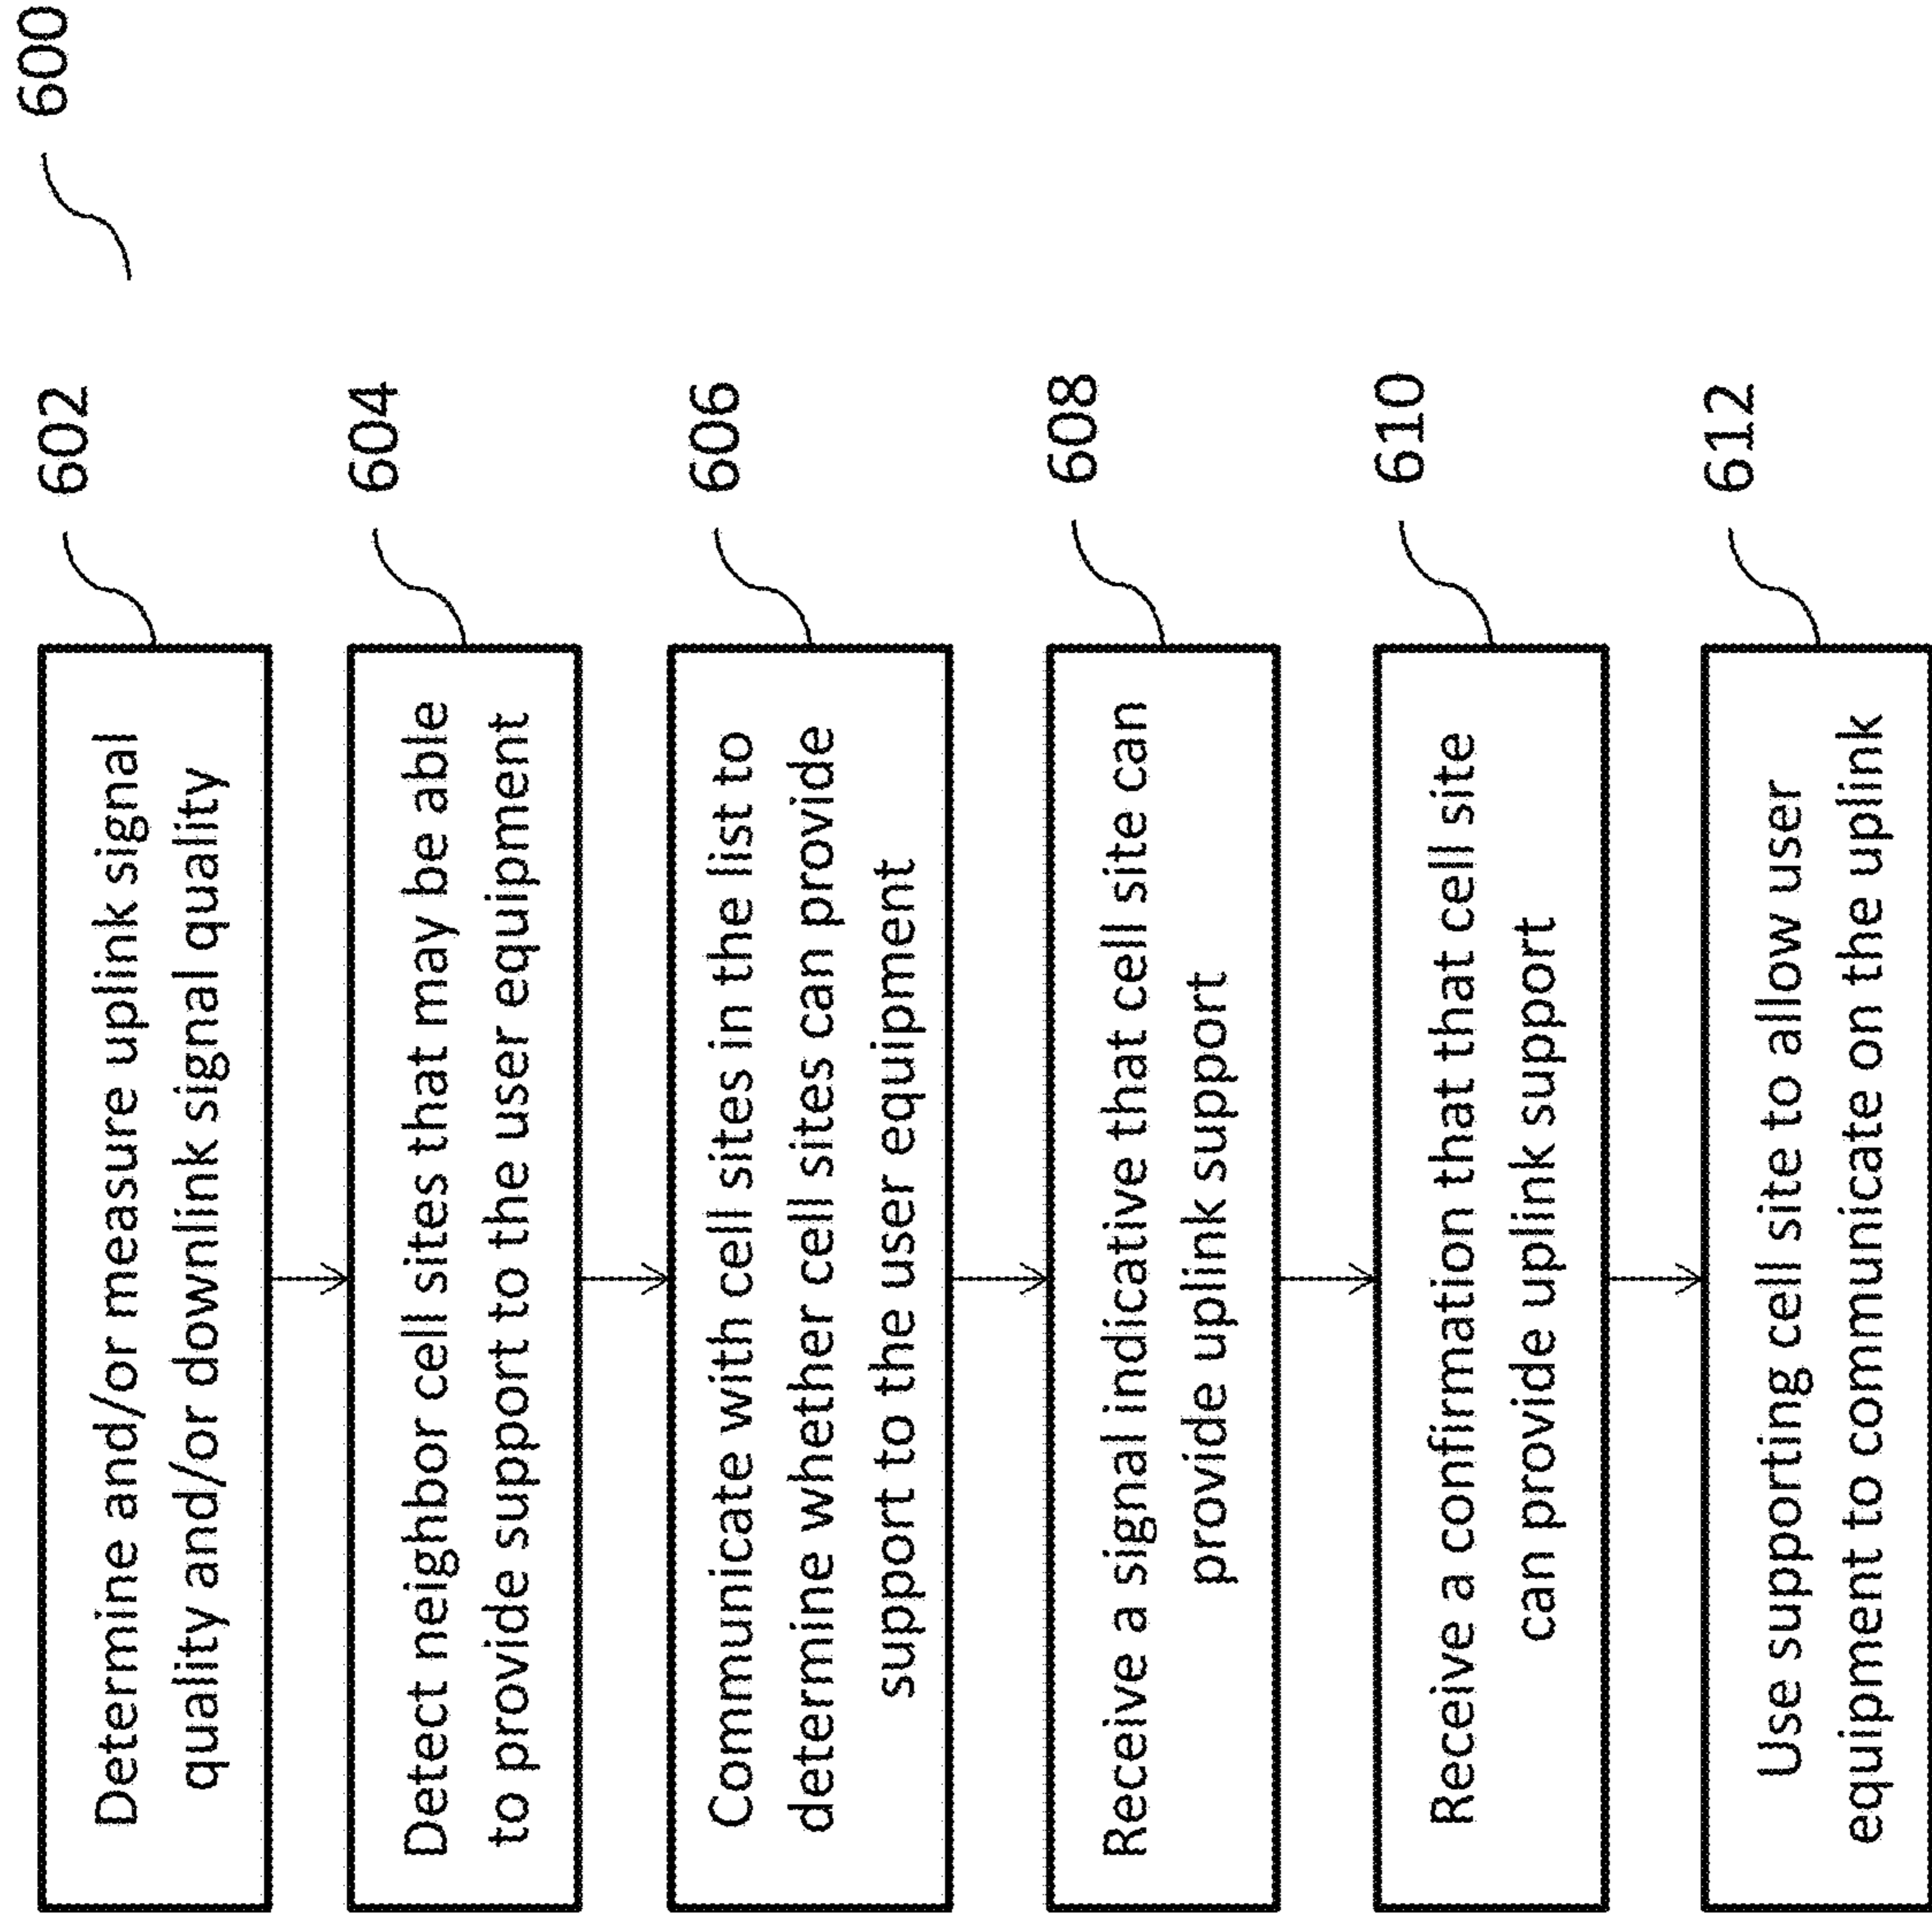 600
Determine and/or measure uplink signal
quality and/or downlink signal quality
602
Detect neighbor cell sites that may be able
to provide support to the user equipment
604
Communicate with cell sites in the list to
determine whether cell sites can provide
support to the user equipment
606
Receive a signal indicative that cell site can
provide uplink support
608
Receive a confirmation that that cell site
can provide uplink support
610
Use supporting cell site to allow user
equipment to communicate on the uplink
612